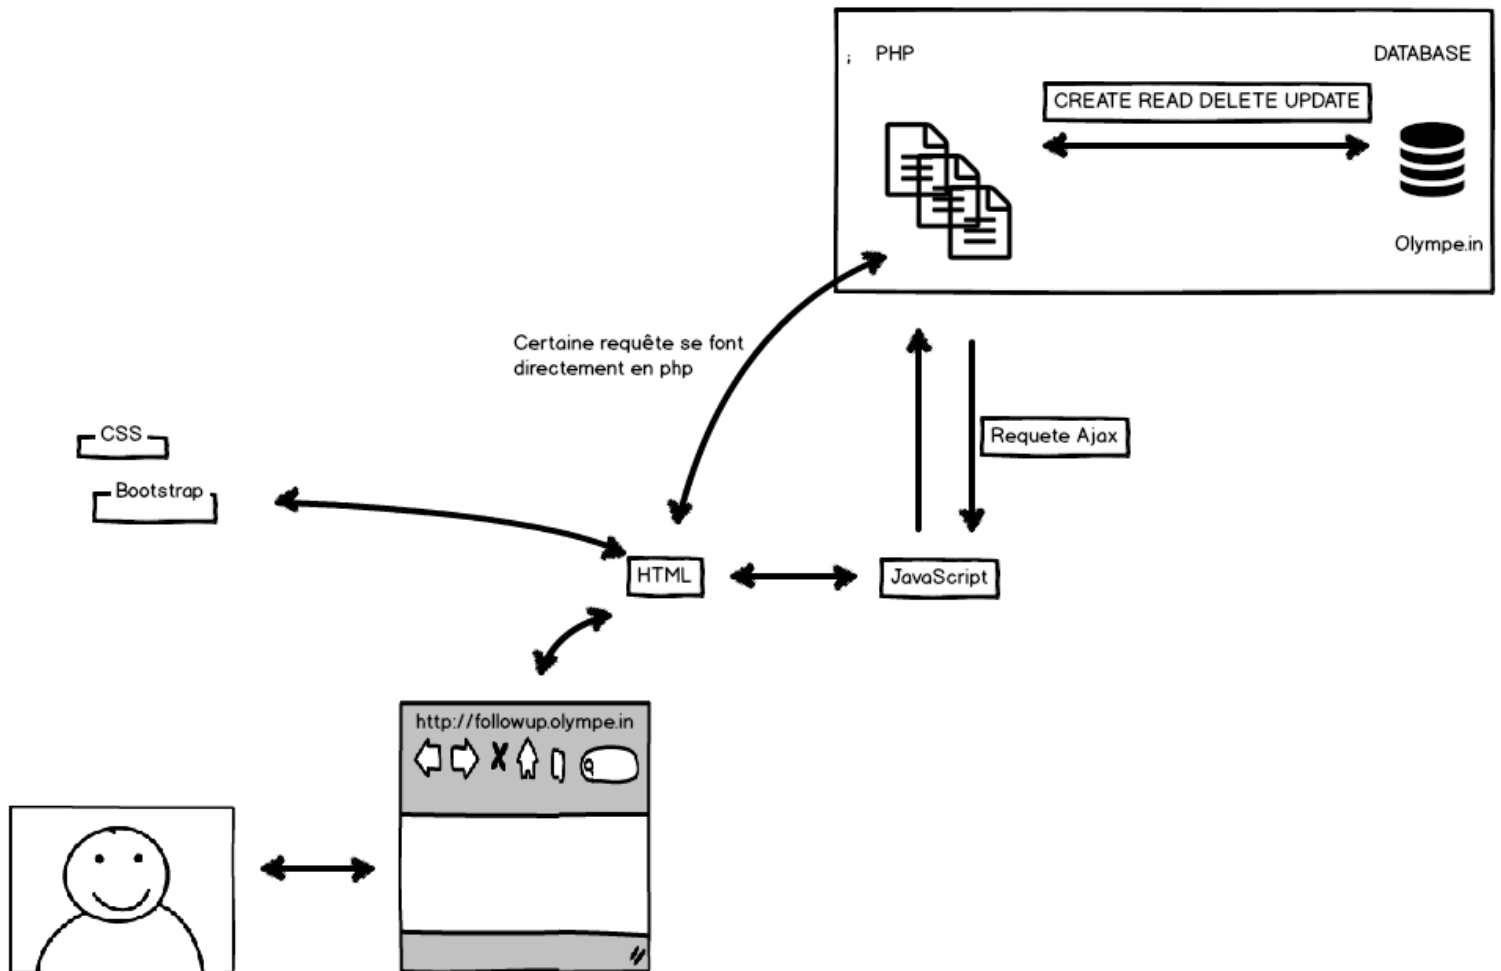 ; PHP
DATABASE
CREATE READ DELETE UPDATE
Olympe.in
Certaine requête se font
directement en php
CSS
Requete Ajax
Bootstrap
HTML
JavaScript
http://followup.olympe.in